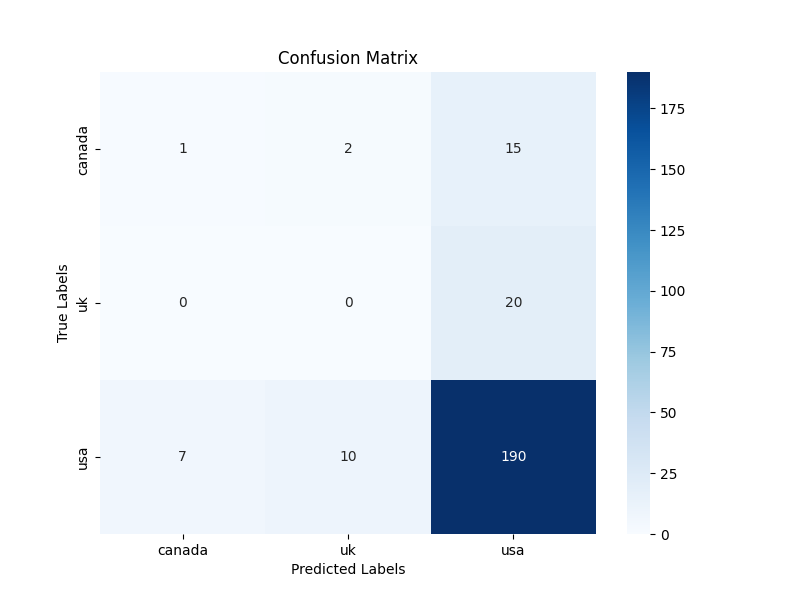 Confusion Matrix
True Labels
canada
uk
usa
1 2 15
0 0 20
7 10 190
canada uk usa
Predicted Labels
175
150
125
100
75
50
25
0